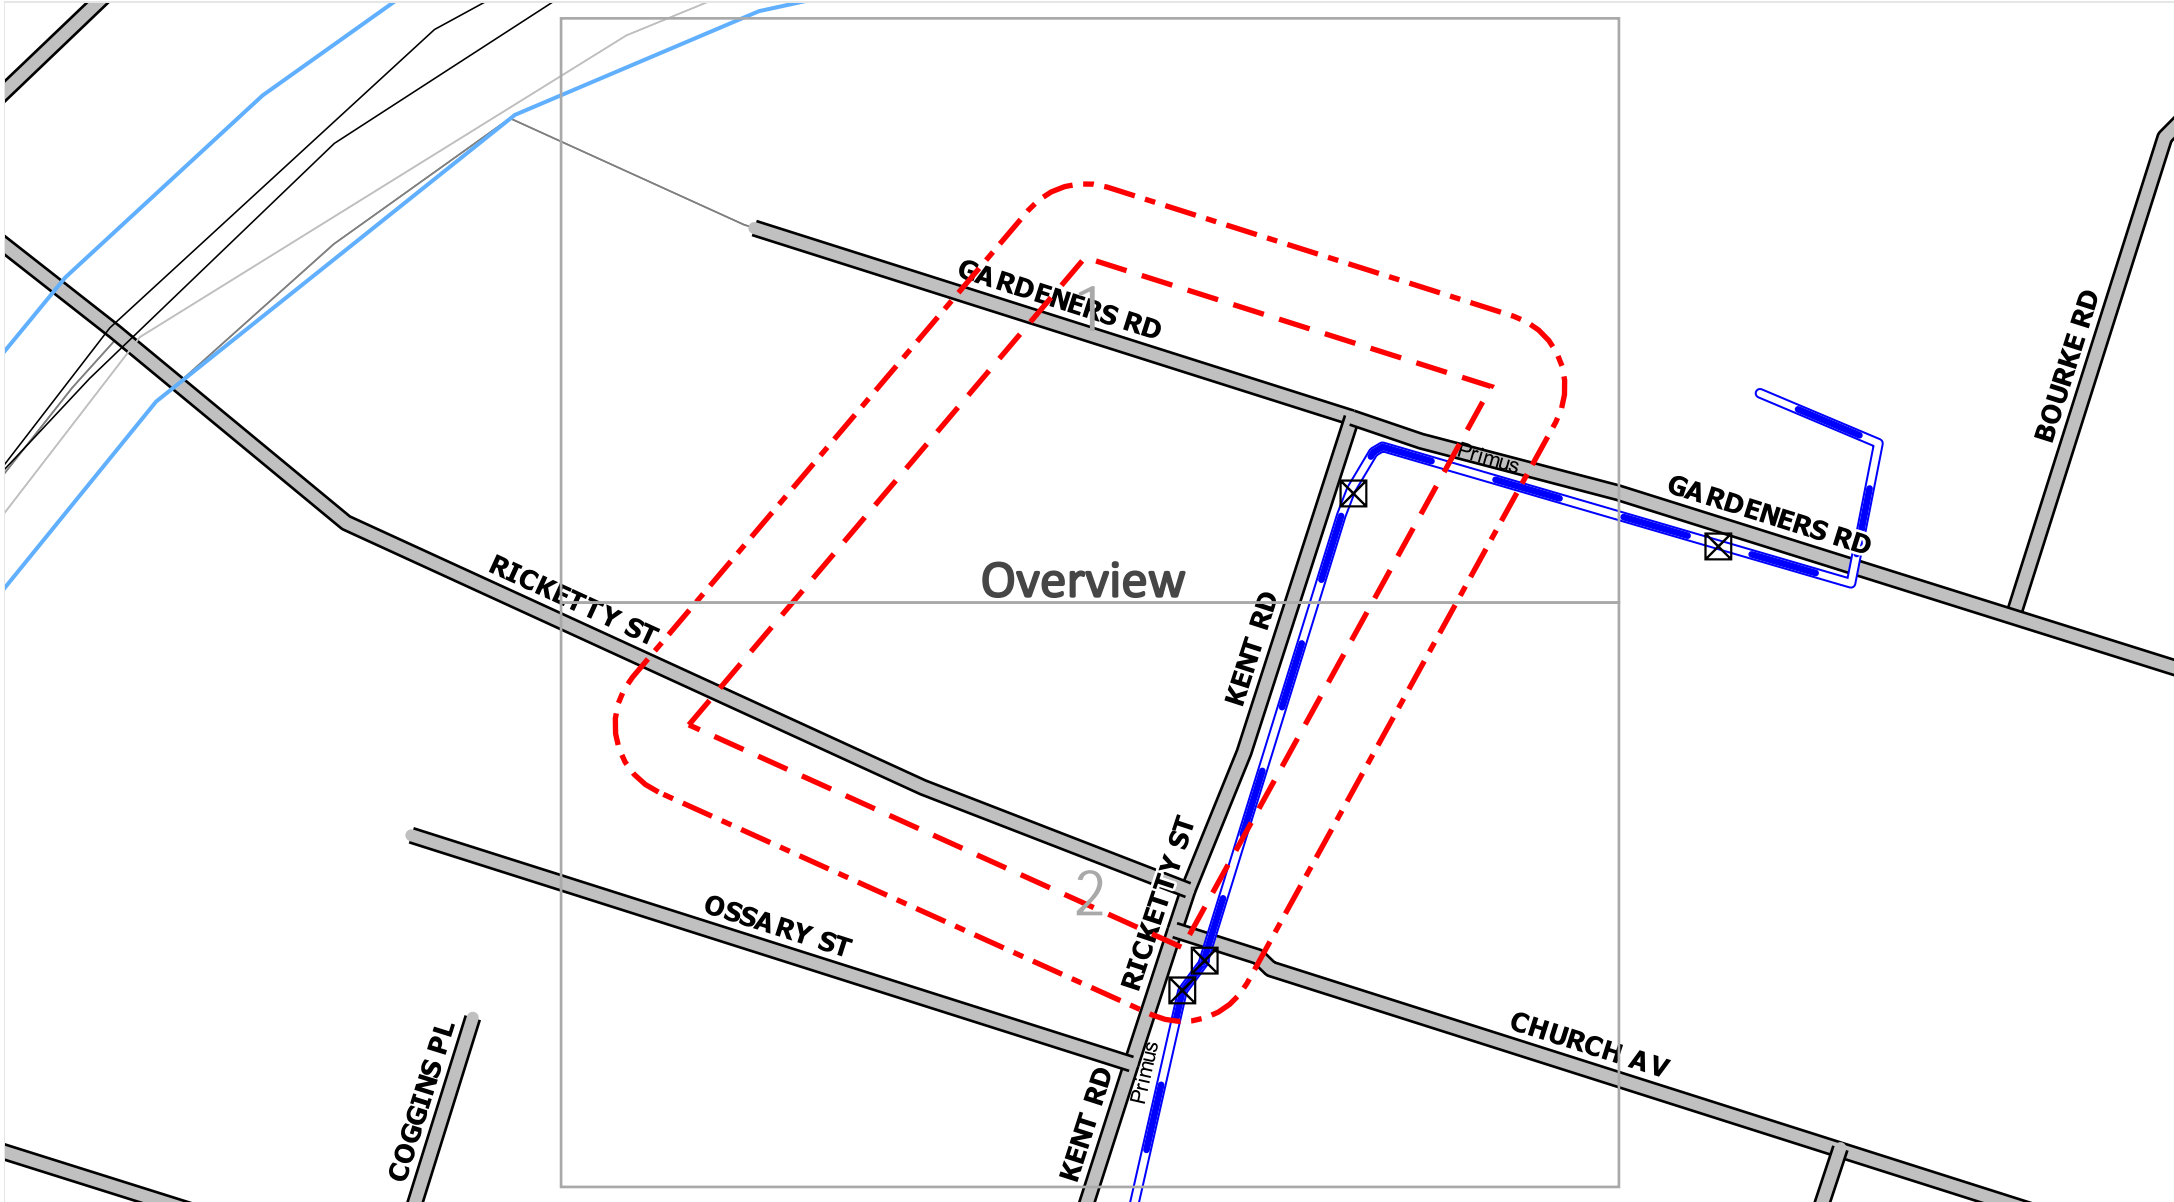 GARDENERS RD
1
BOURKE RD
Primus
GARDENERS RD
RICKETTY ST
Overview
KENT RD
RICKETTY ST
2
OSSARY ST
CHURCH AV
COGGINS PL
KENT RD
Primus